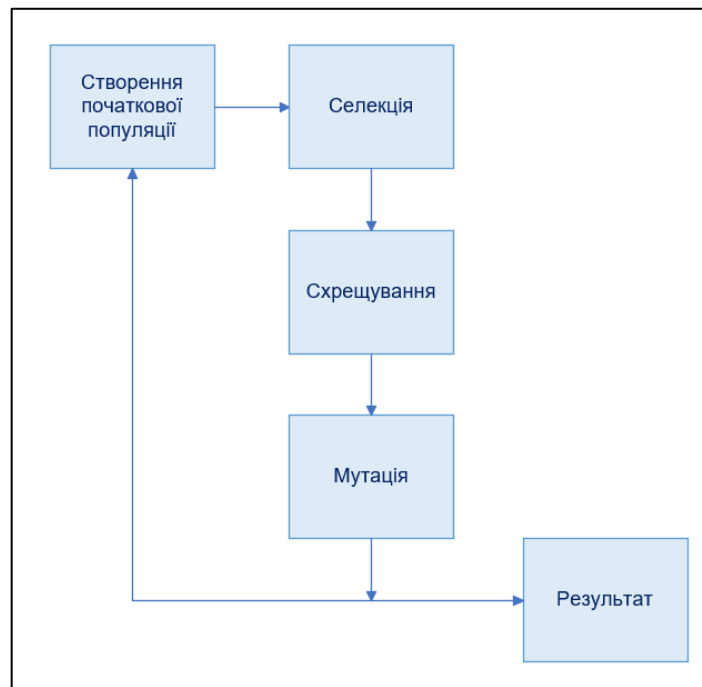 Створення
початкової
популяції
Селекція
Схрещування
Мутація
Результат